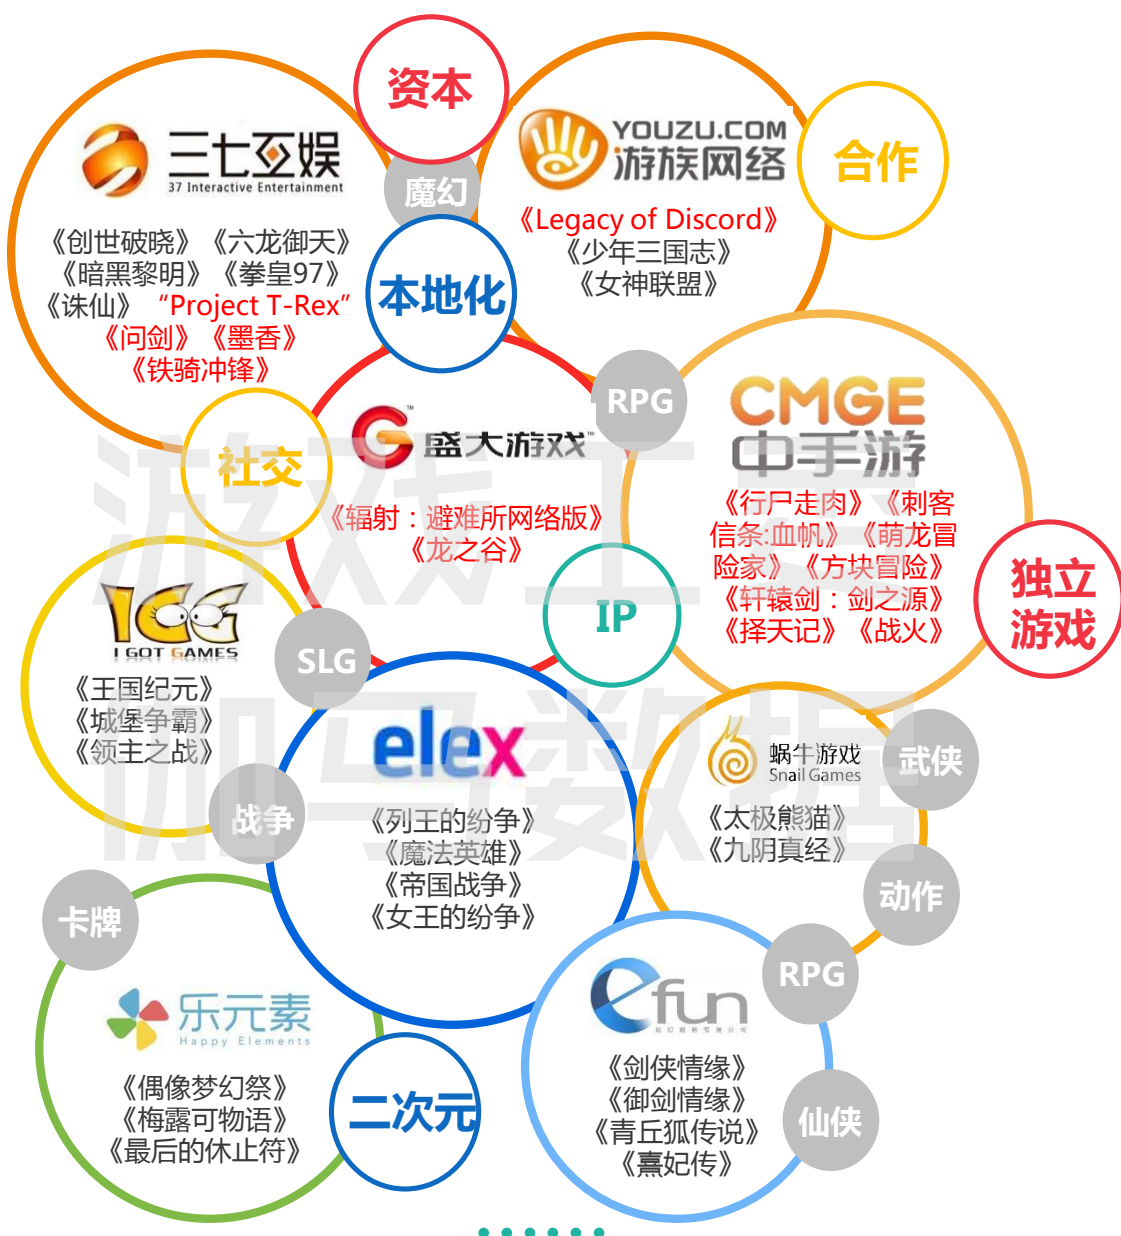 资本
合作
三七互娱
37 Interactive Entertainment
魔幻
YOUZU.COM
游族网络
《创世破晓》《六龙御天》
《暗黑黎明》《拳皇97》
《诛仙》“Project T-Rex”
《问剑》《墨香》
《铁骑冲锋》
《Legacy of Discord》
《少年三国志》
《女神联盟》
本地化
RPG
社交
盛大游戏
《辐射：避难所网络版》
《龙之谷》
CMGE
中手游
《行尸走肉》《刺客
信条:血帆》《萌龙冒
险家》《方块冒险》
《轩辕剑：剑之源》
《择天记》《战火》
独立
游戏
IP
IGG
I GOT GAMES
SLG
《王国纪元》
《城堡争霸》
《领主之战》
战争
elex
《列王的纷争》
《魔法英雄》
《帝国战争》
《女王的纷争》
蜗牛游戏
Snail Games
武侠
《太极熊猫》
《九阴真经》
动作
卡牌
乐元素
Happy Elements
《偶像梦幻祭》
《梅露可物语》
《最后的休止符》
二次元
efun
RPG
《剑侠情缘》
《御剑情缘》
《青丘狐传说》
《熹妃传》
仙侠
游戏工委
伽马数据